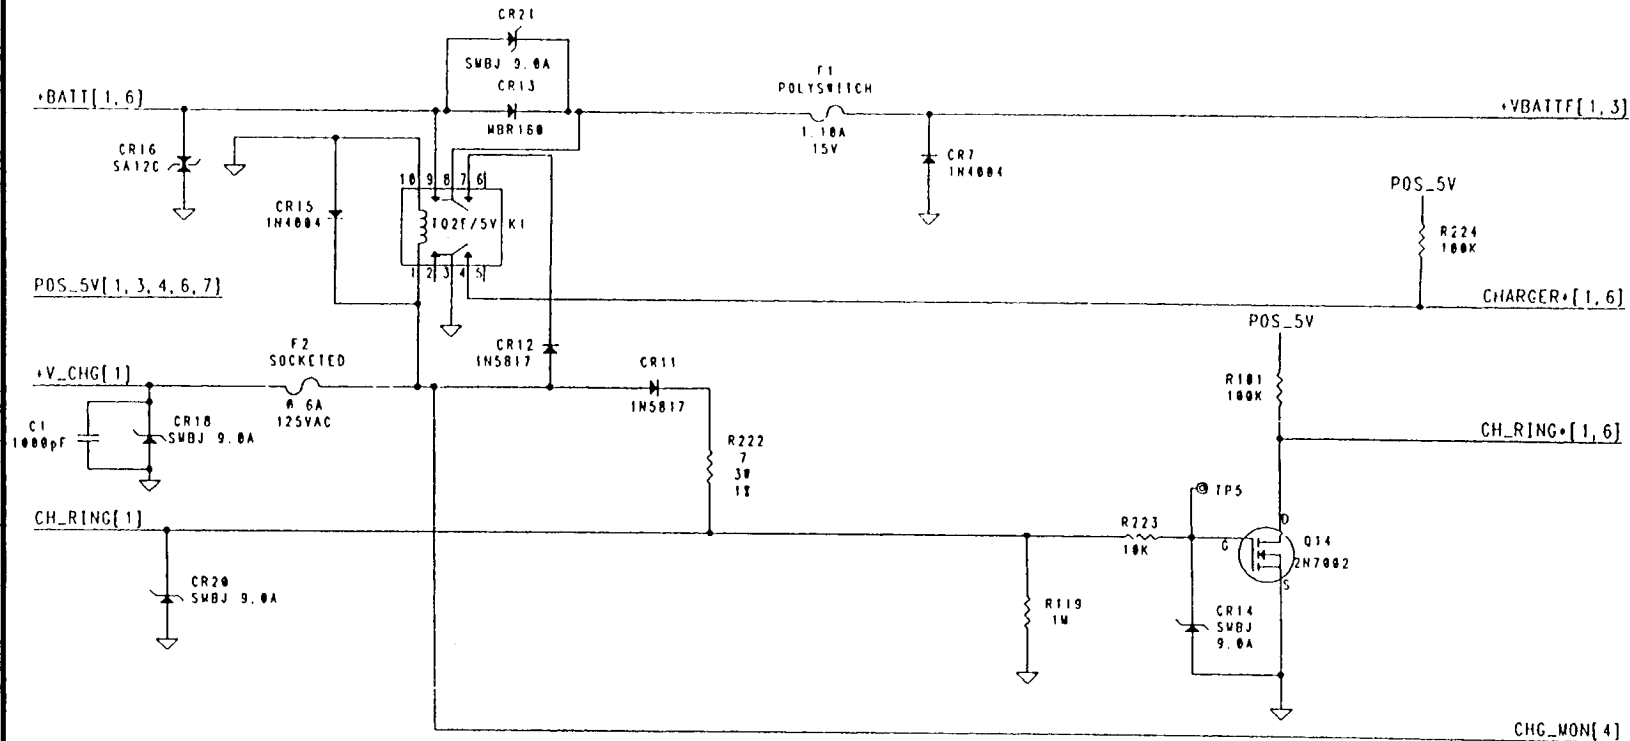 CR21
SMBJ 9.0A
CR13
MBR160
F1
POLYSWITCH
1.10A
15V
+BATT[1,6]
+VBATTF[1,3]
CR16
SA12C
CR15
1N4004
CR7
1N4004
10 9 8 7 6
TQ2E/5V K1
1 2 3 4 5
POS_5V
R224
100K
POS_5V[1,3,4,6,7]
CHARGER*[1,6]
POS_5V
F2
SOCKETED
0.6A
125VAC
CR12
1N5817
CR11
1N5817
+V_CHG[1]
R101
100K
C1
1000pF
CR18
SMBJ 9.0A
CH_RING*[1,6]
R222
7
3W
1%
TP5
CH_RING[1]
R223
10K
D
G
S
Q14
2N7002
CR20
SMBJ 9.0A
R119
1M
CR14
SMBJ
9.0A
CHG_MON[4]